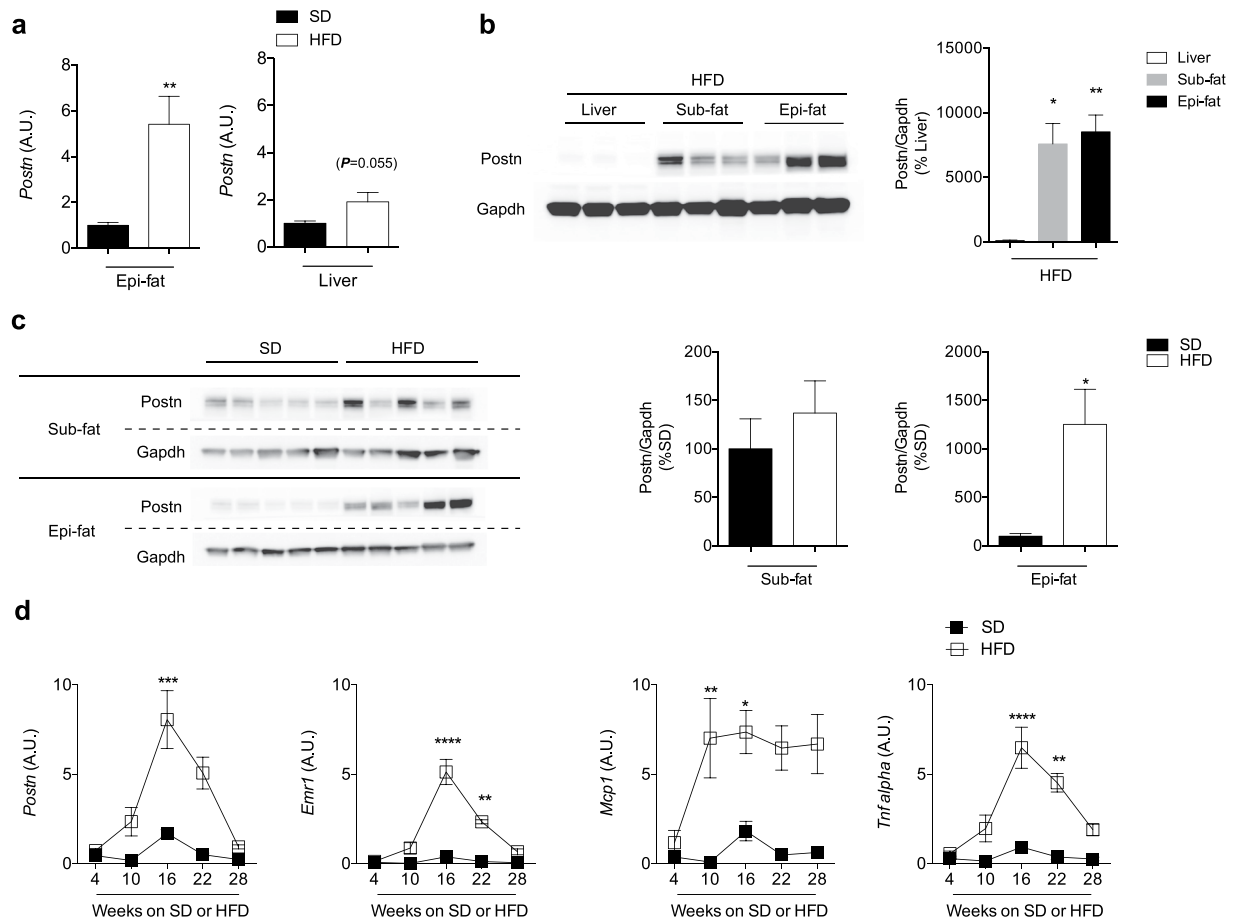 a
SD
HFD
Postn (A.U.)
8
6
4
2
0
**
Epi-fat
Postn (A.U.)
8
6
4
2
0
(P=0.055)
Liver
b
HFD
Liver Sub-fat Epi-fat
Postn
Gapdh
Postn/Gapdh
(% Liver)
15000
10000
5000
0
* **
HFD
Liver
Sub-fat
Epi-fat
c
SD HFD
Sub-fat
Postn
Gapdh
Epi-fat
Postn
Gapdh
Postn/Gapdh
(%SD)
200
150
100
50
0
Sub-fat
Postn/Gapdh
(%SD)
2000
1500
1000
500
0
*
Epi-fat
SD
HFD
d
SD
HFD
Postn (A.U.)
10
5
0
***
4 10 16 22 28
Weeks on SD or HFD
Emr1 (A.U.)
10
5
0
****
**
4 10 16 22 28
Weeks on SD or HFD
Mcp1 (A.U.)
10
5
0
** *
4 10 16 22 28
Weeks on SD or HFD
Tnf alpha (A.U.)
10
5
0
****
**
4 10 16 22 28
Weeks on SD or HFD